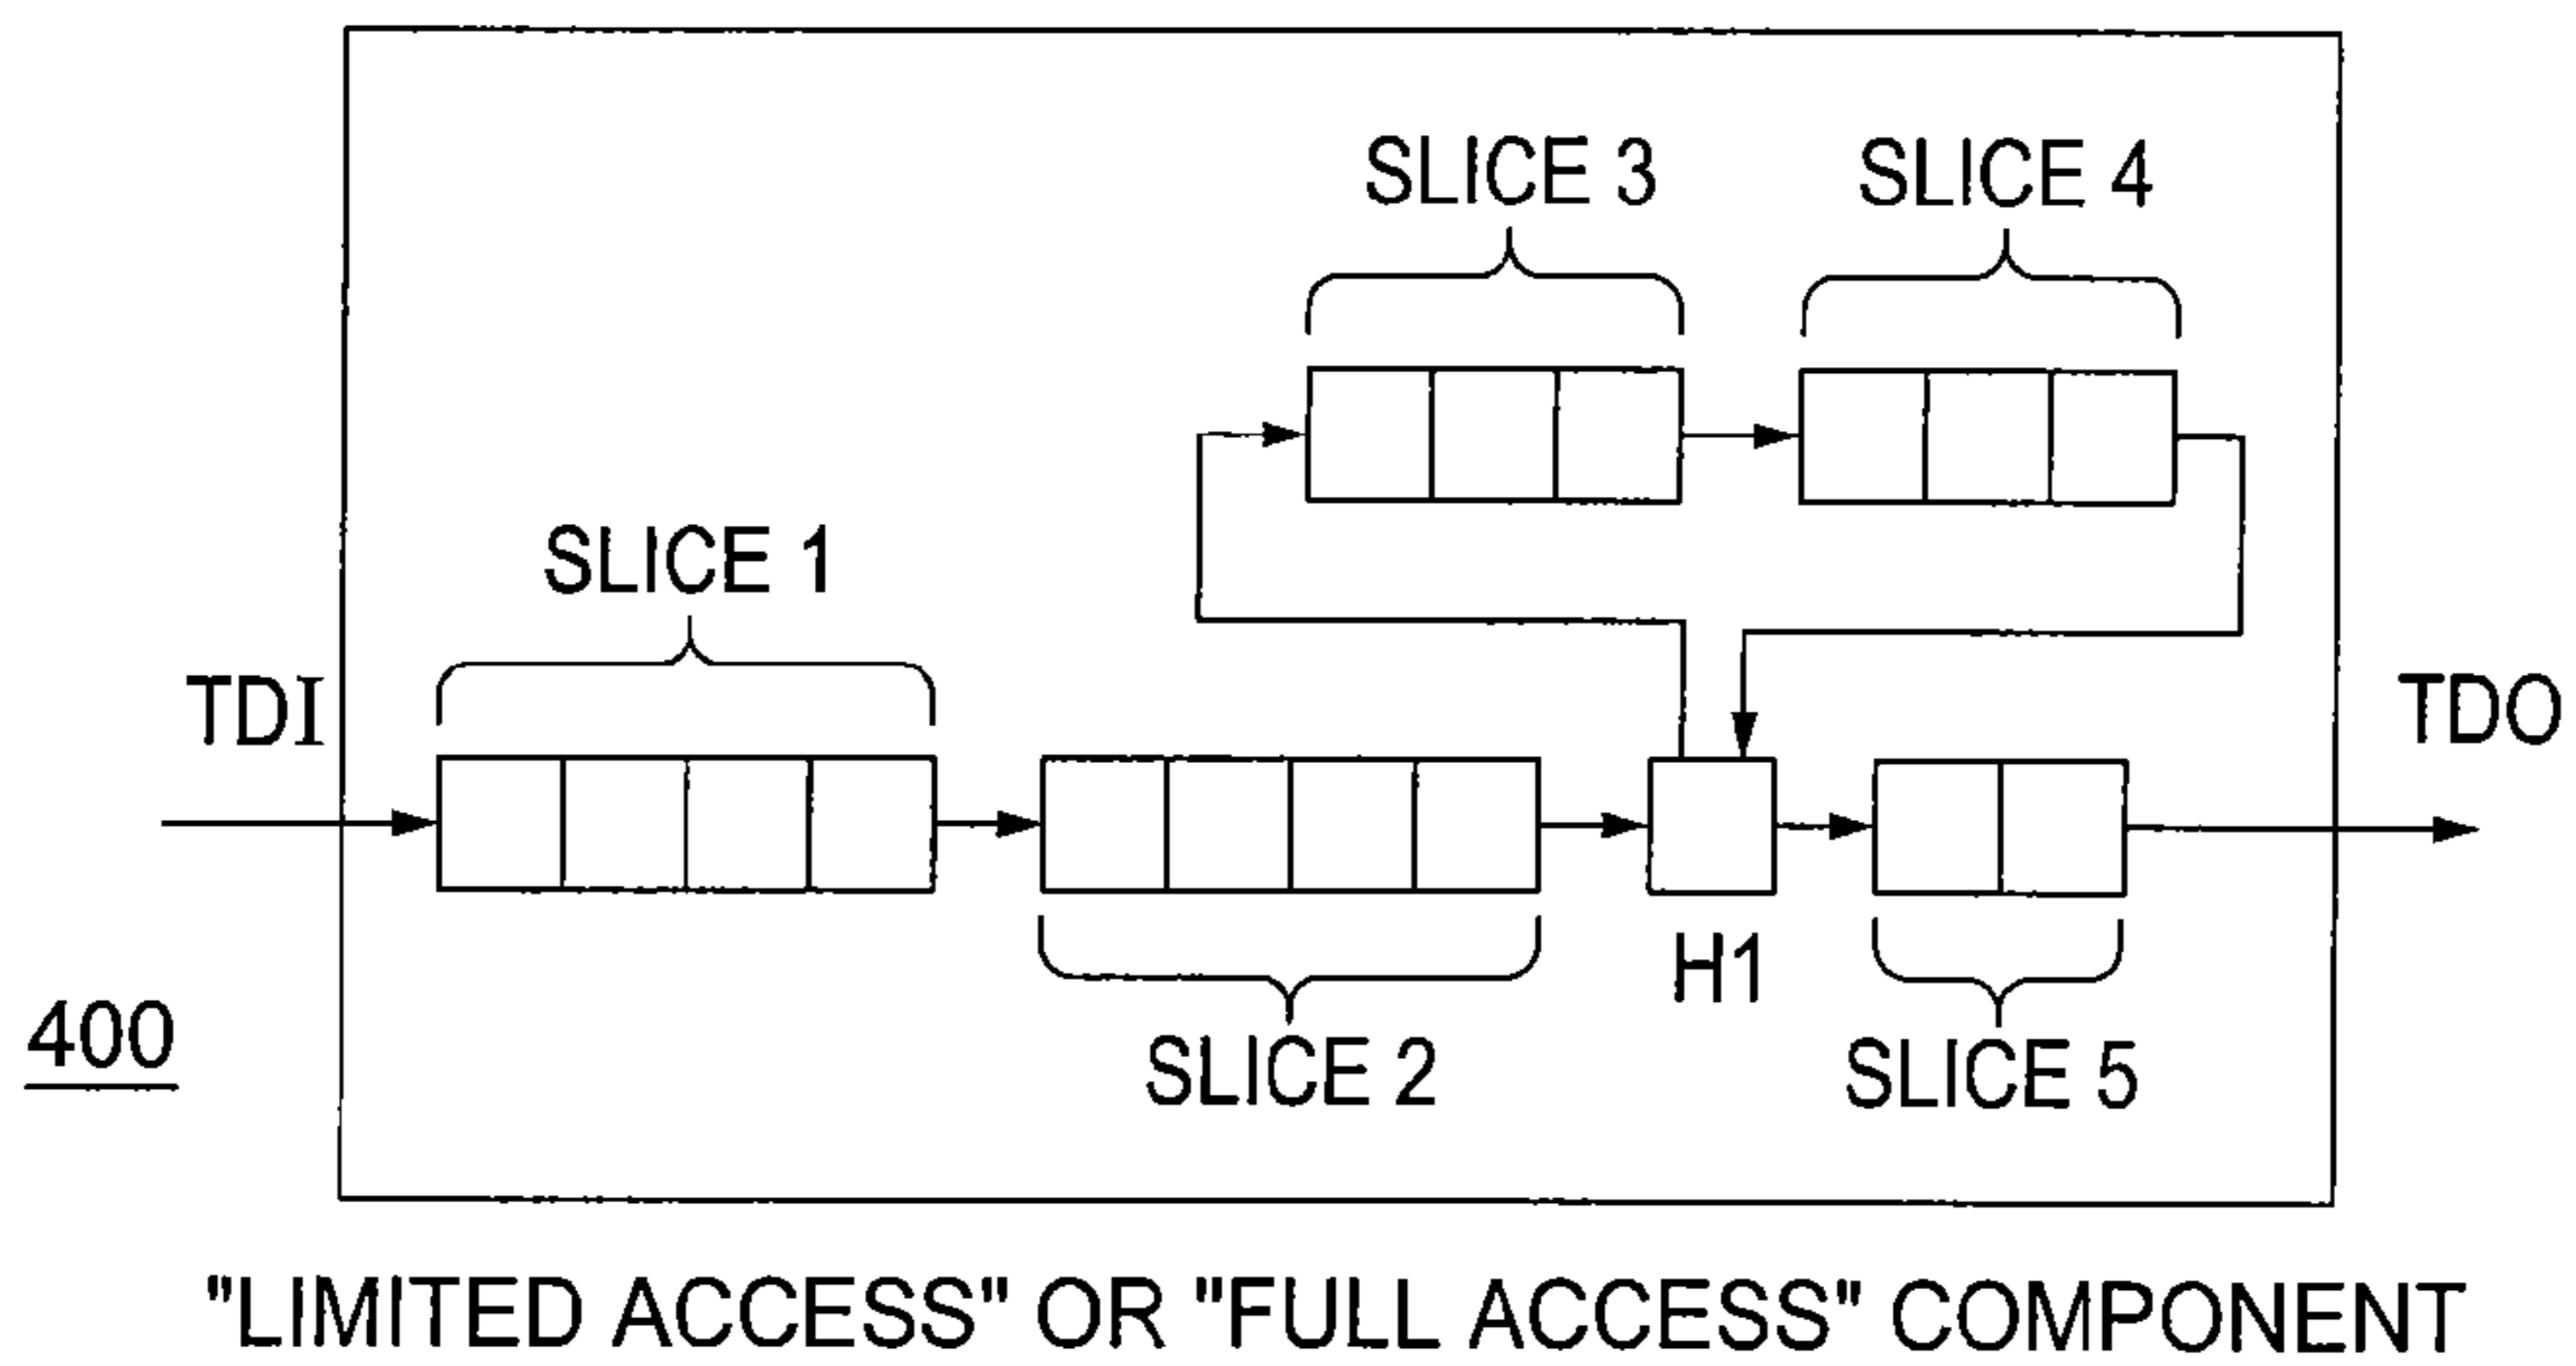 SLICE 3
SLICE 4
SLICE 1
TDI
TDO
H1
400
SLICE 2
SLICE 5
"LIMITED ACCESS" OR "FULL ACCESS" COMPONENT